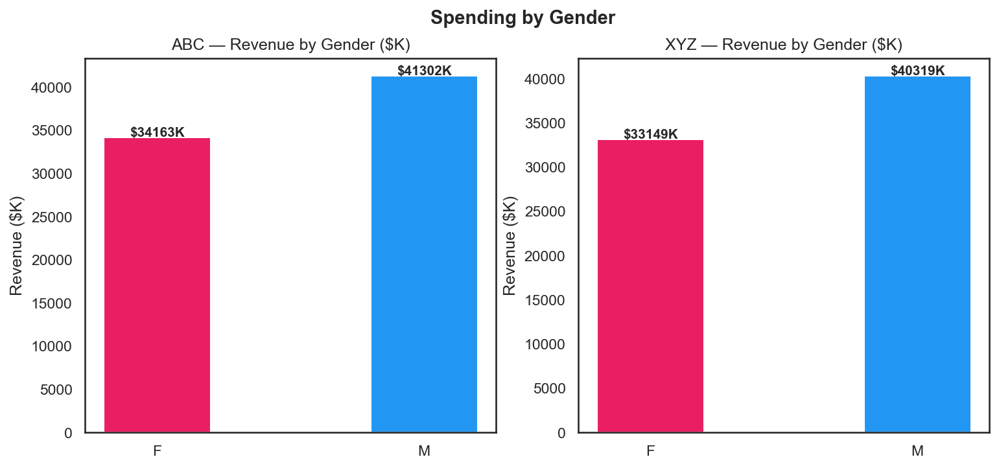 Spending by Gender
ABC — Revenue by Gender ($K)
Revenue ($K)
40000
35000
30000
25000
20000
15000
10000
5000
0
$34163K
$41302K
F
M
XYZ — Revenue by Gender ($K)
Revenue ($K)
40000
35000
30000
25000
20000
15000
10000
5000
0
$33149K
$40319K
F
M